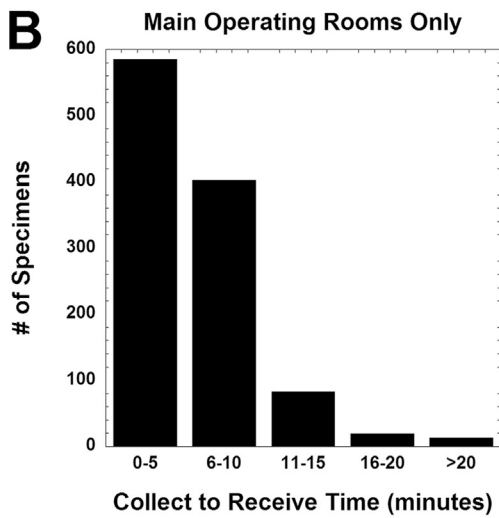 B
Main Operating Rooms Only
# of Specimens
600
500
400
300
200
100
0
0-5 6-10 11-15 16-20 >20
Collect to Receive Time (minutes)